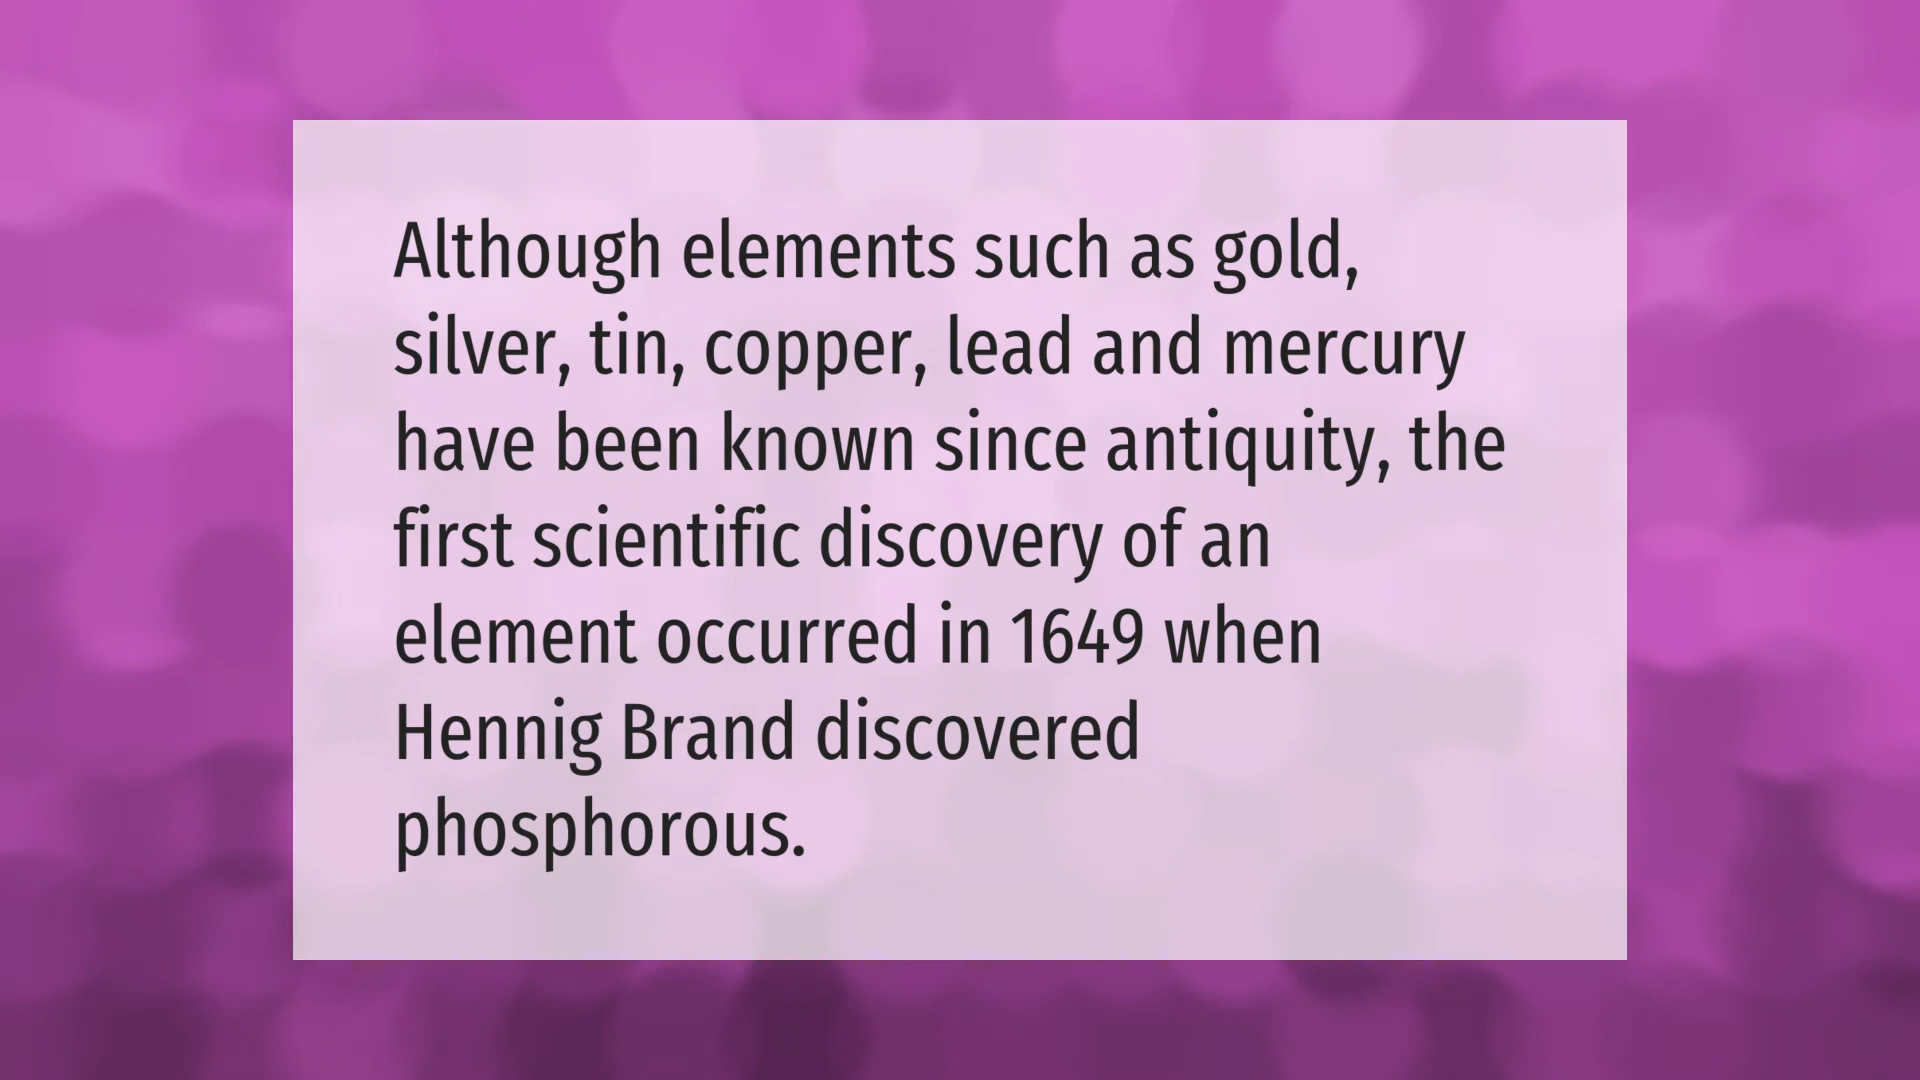 Although elements such as gold,
silver, tin, copper, lead and mercury
have been known since antiquity, the
first scientific discovery of an
element occurred in 1649 when
Hennig Brand discovered
phosphorous.